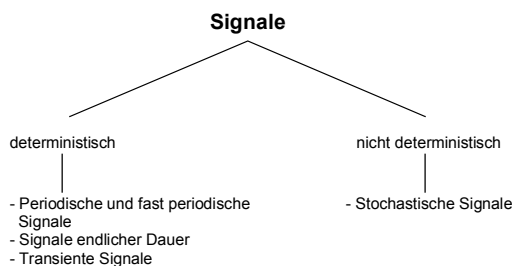 Signale
deterministisch
nicht deterministisch
- Periodische und fast periodische
Signale
- Signale endlicher Dauer
- Transiente Signale
- Stochastische Signale